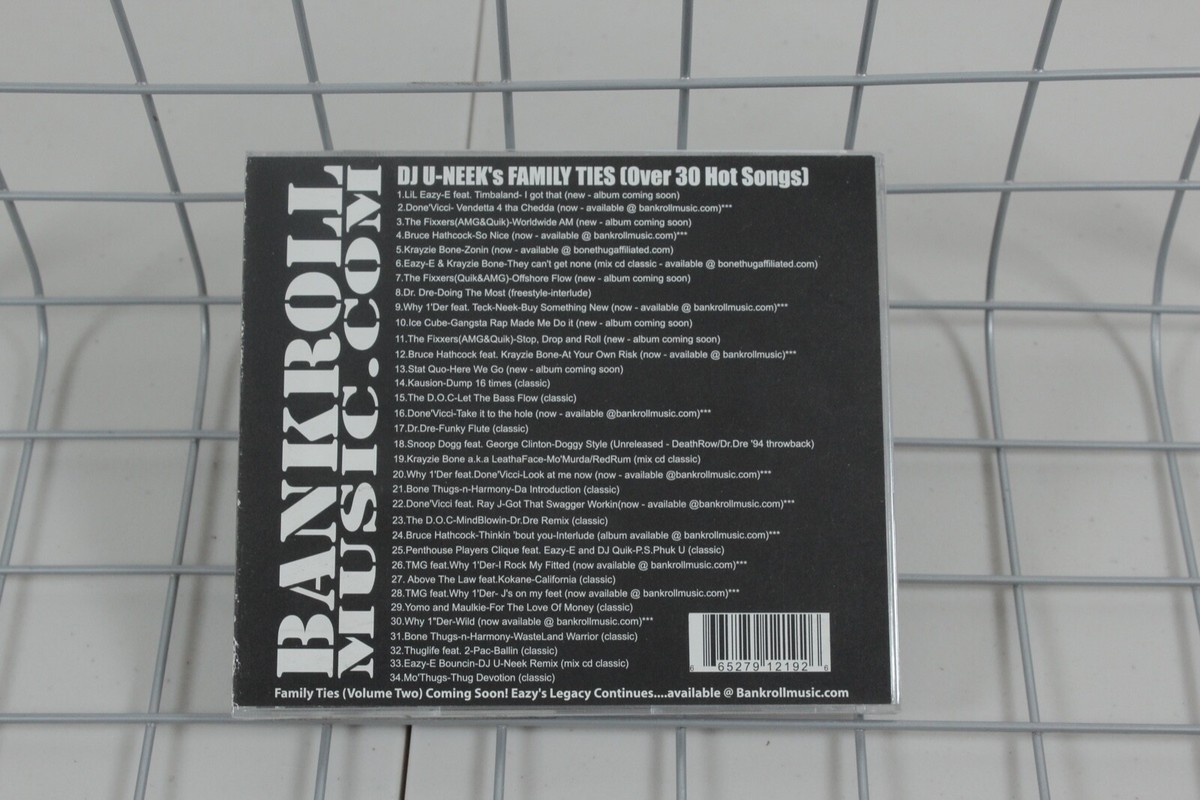 BANKROLL
MUSIC.COM
DJ U-NEEK's FAMILY TIES (Over 30 Hot Songs)
1.LiL Eazy-E feat. Timbaland- I got that (new - album coming soon)
2.Done'Vicci- Vendetta 4 tha Chedda (now - available @ bankrollmusic.com)***
3.The Fixxers(AMG&Quik)-Worldwide AM (new - album coming soon)
4.Bruce Hathcock-So Nice (now - available @ bankrollmusic.com)***
5.Krayzie Bone-Zonin (now - available @ bonethugaffiliated.com)
6.Eazy-E & Krayzie Bone-They can't get none (mix cd classic - available @ bonethugaffiliated.com)
7.The Fixxers(Quik&AMG)-Offshore Flow (new - album coming soon)
8.Dr. Dre-Doing The Most (freestyle-interlude)
9.Why 1'Der feat. Teck-Neek-Buy Something New (now - available @ bankrollmusic.com)***
10.Ice Cube-Gangsta Rap Made Me Do it (new - album coming soon)
11.The Fixxers(AMG&Quik)-Stop, Drop and Roll (new - album coming soon)
12.Bruce Hathcock feat. Krayzie Bone-At Your Own Risk (now - available @ bankrollmusic)***
13.Stat Quo-Here We Go (new - album coming soon)
14.Kausion-Dump 16 times (classic)
15.The D.O.C-Let The Bass Flow (classic)
16.Done'Vicci-Take it to the hole (now - available @bankrollmusic.com)***
17.Dr.Dre-Funky Flute (classic)
18.Snoop Dogg feat. George Clinton-Doggy Style (Unreleased - DeathRow/Dr.Dre '94 throwback)
19.Krayzie Bone a.k.a LeathaFace-Mo'Murda/RedRum (mix cd classic)
20.Why 1'Der feat.Done'Vicci-Look at me now (now - available @bankrollmusic.com)***
21.Bone Thugs-n-Harmony-Da Introduction (classic)
22.Done'Vicci feat. Ray J-Got That Swagger Workin(now - available @bankrollmusic.com)***
23.The D.O.C-MindBlowin-Dr.Dre Remix (classic)
24.Bruce Hathcock-Thinkin 'bout you-Interlude (album available @bankrollmusic.com)***
25.Penthouse Players Clique feat. Eazy-E and DJ Quik-P.S.Phuk U (classic)
26.TMG feat.Why 1'Der-I Rock My Fitted (now available @bankrollmusic.com)***
27. Above The Law feat.Kokane-California (classic)
28.TMG feat.Why 1'Der- J's on my feet (now available @bankrollmusic.com)***
29.Yomo and Maulkie-For The Love Of Money (classic)
30.Why 1"Der-Wild (now available @ bankrollmusic.com)***
31.Bone Thugs-n-Harmony-WasteLand Warrior (classic)
32.Thuglife feat. 2-Pac-Ballin (classic)
33.Eazy-E Bouncin-DJ U-Neek Remix (mix cd classic)
34.Mo'Thugs-Thug Devotion (classic)
6 65279 12192 6
Family Ties (Volume Two) Coming Soon! Eazy's Legacy Continues....available @ Bankrollmusic.com